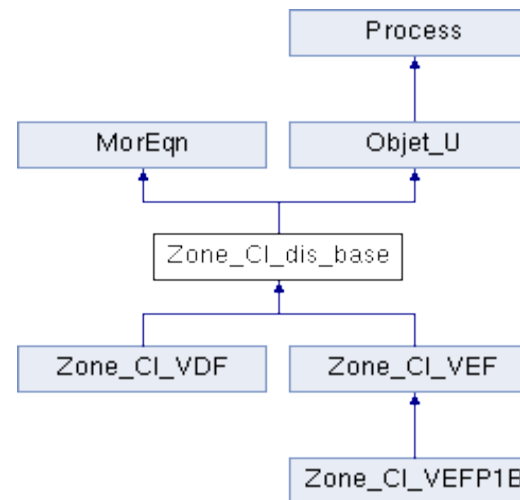 Process
MorEqn
Objet_U
Zone_Cl_dis_base
Zone_Cl_VDF
Zone_Cl_VEF
Zone_Cl_VEFP1B